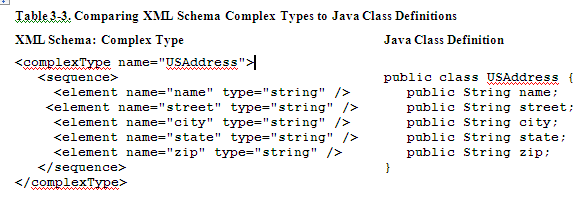 Table 3-3. Comparing XML Schema Complex Types to Java Class Definitions
XML Schema: Complex Type
<complexType name="USAddress">
<sequence>
<element name="name" type="string" />
<element name="street" type="string" />
<element name="city" type="string" />
<element name="state" type="string" />
<element name="zip" type="string" />
</sequence>
</complexType>
Java Class Definition
public class USAddress {
public String name;
public String street;
public String city;
public String state;
public String zip;
}